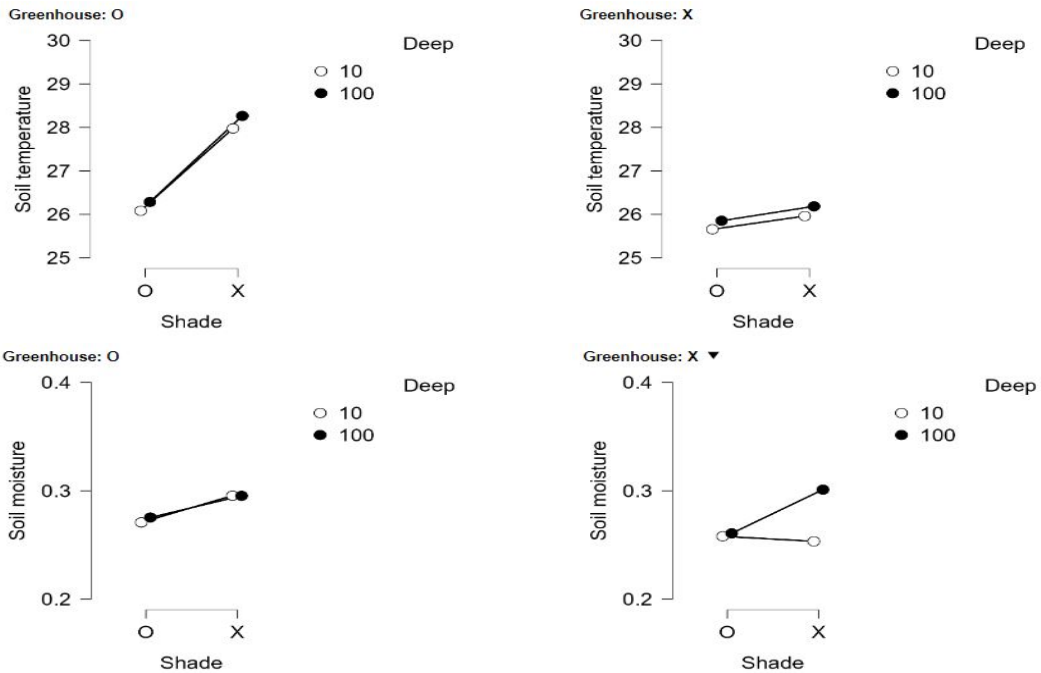 Greenhouse: O
Soil temperature
30
29
28
27
26
25
O X
Shade
Deep
10
100
Greenhouse: X
Soil temperature
30
29
28
27
26
25
O X
Shade
Deep
10
100
Greenhouse: O
Soil moisture
0.4
0.3
0.2
O X
Shade
Deep
10
100
Greenhouse: X ▼
Soil moisture
0.4
0.3
0.2
O X
Shade
Deep
10
100